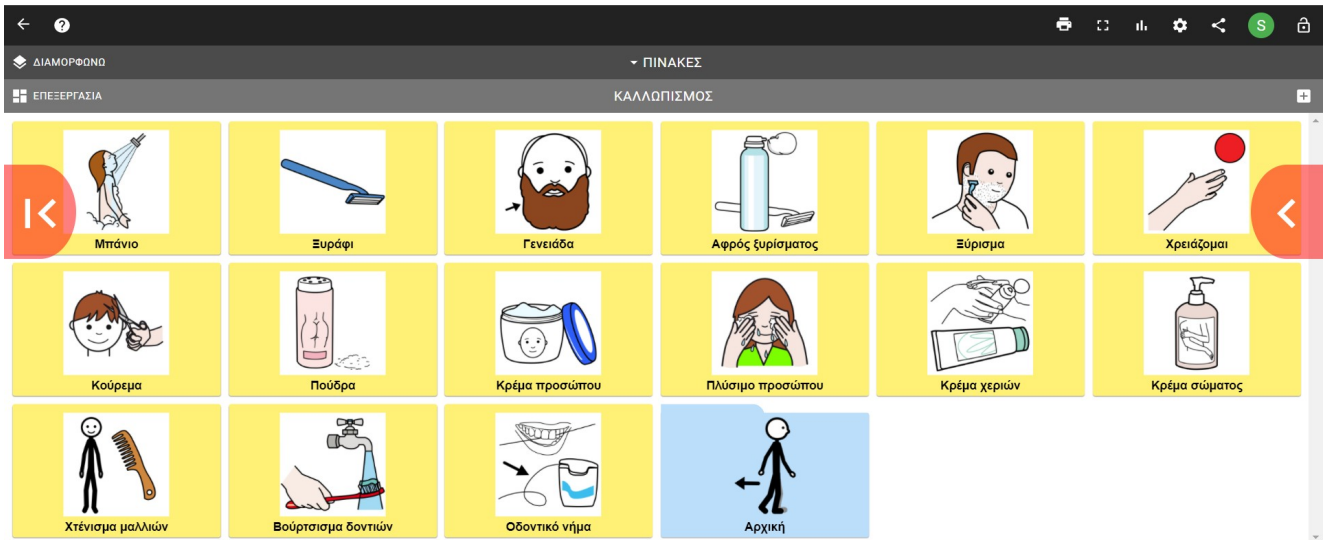 S
ΔΙΑΜΟΡΦΩΝΩ
ΠΙΝΑΚΕΣ
ΕΠΕΞΕΡΓΑΣΙΑ
ΚΑΛΛΩΠΙΣΜΟΣ
Μπάνιο
Ξυράφι
Γενειάδα
Αφρός ξυρίσματος
Ξύρισμα
Χρειάζομαι
Κούρεμα
Πούδρα
Κρέμα προσώπου
Πλύσιμο προσώπου
Κρέμα χεριών
Κρέμα σώματος
Χτένισμα μαλλιών
Βούρτσισμα δοντιών
Οδοντικό νήμα
Αρχική